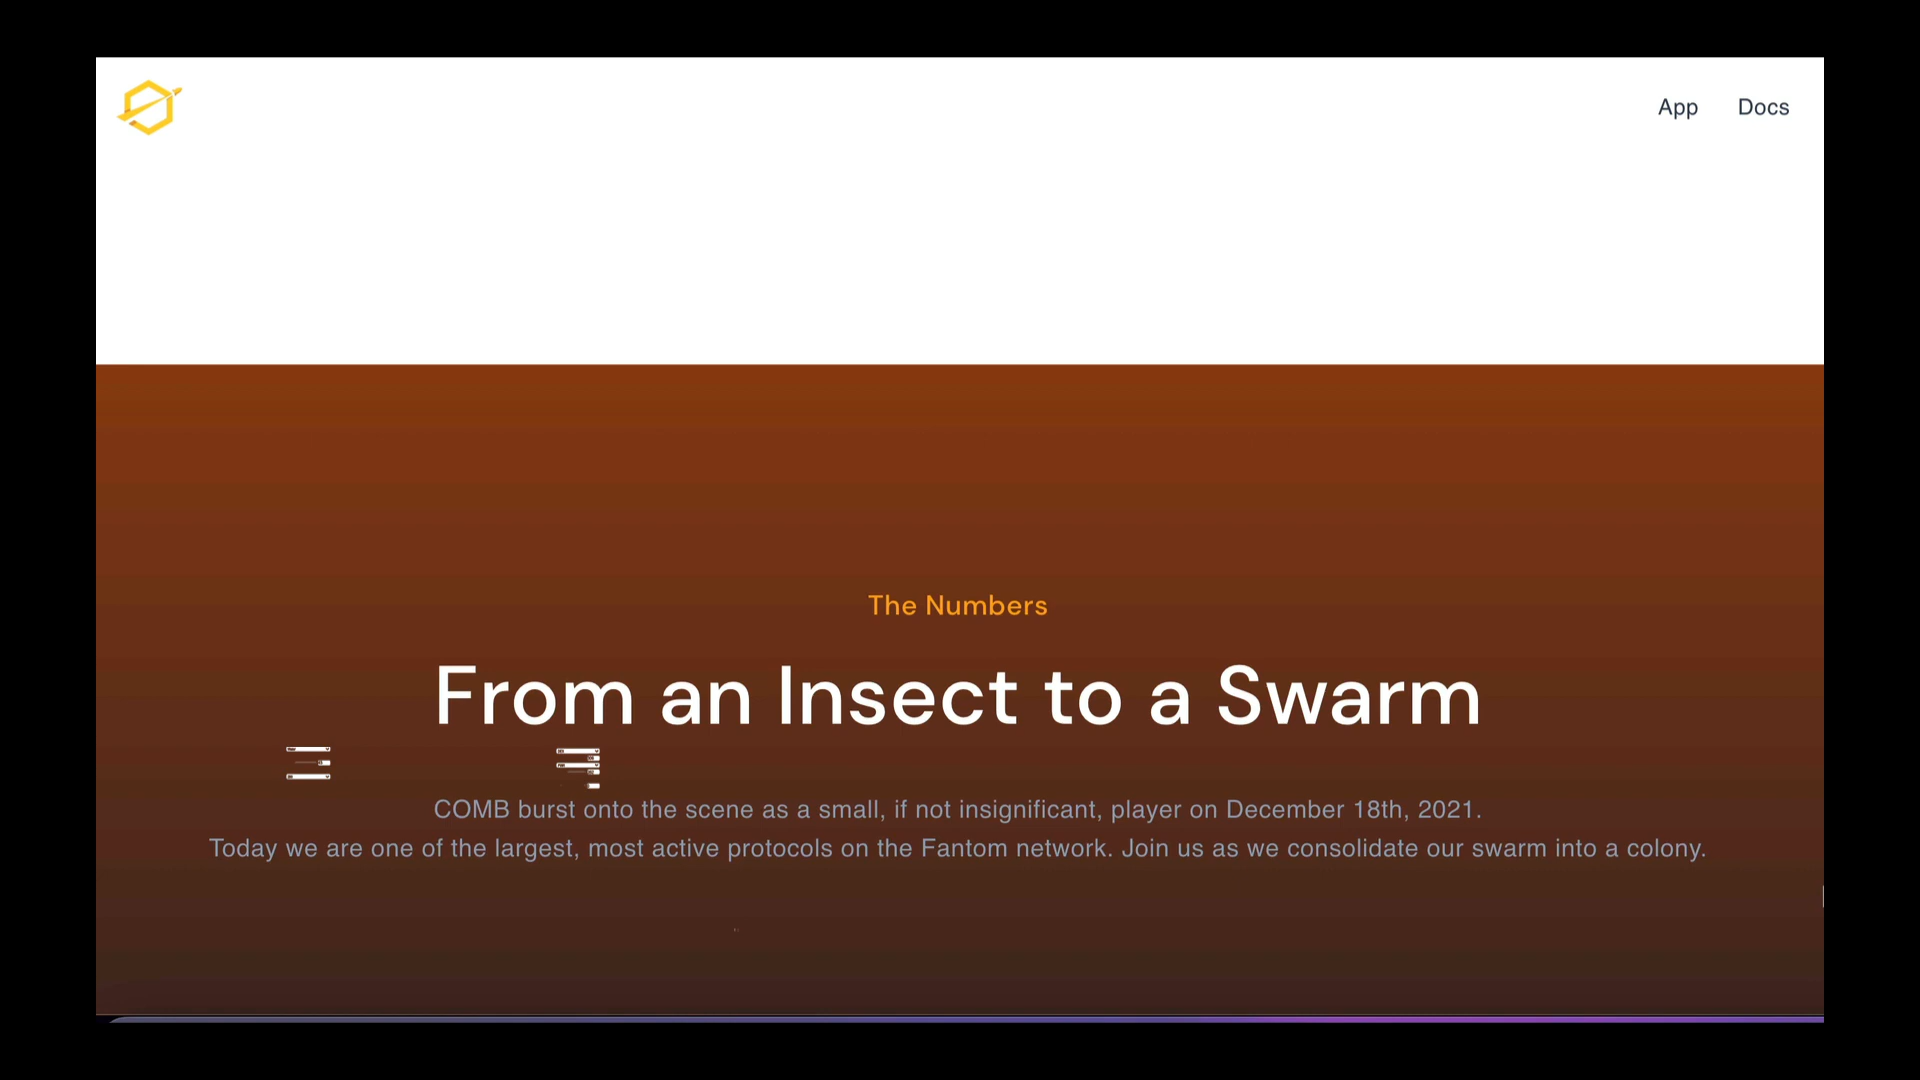 App
Docs
The Numbers
From an Insect to a Swarm
COMB burst onto the scene as a small, if not insignificant, player on December 18th, 2021.
Today we are one of the largest, most active protocols on the Fantom network. Join us as we consolidate our swarm into a colony.